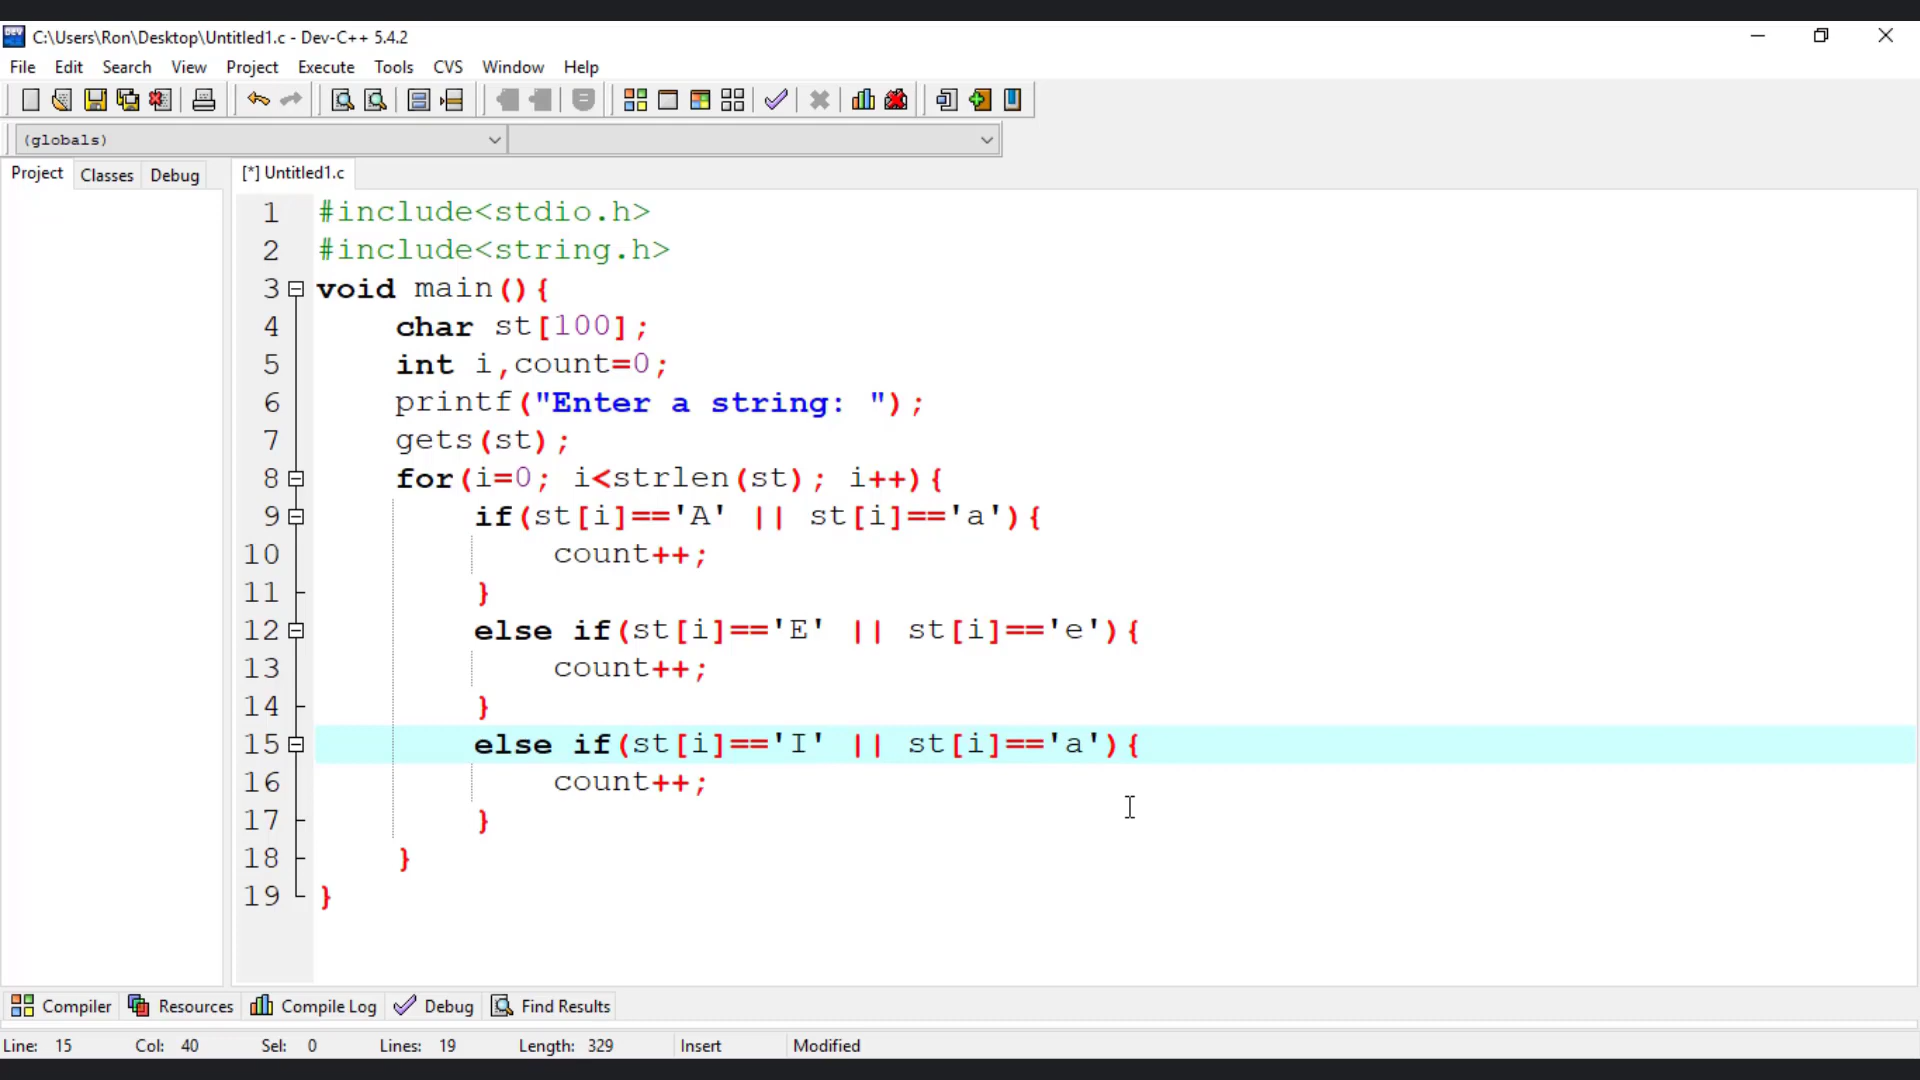 DEV
C:\Users\Ron\Desktop\Untitled1.c - Dev-C++ 5.4.2
File Edit Search View Project Execute Tools CVS Window Help
(globals)
Project Classes Debug
[*] Untitled1.c
1 #include<stdio.h>
2 #include<string.h>
3 void main(){
4 char st[100];
5 int i,count=0;
6 printf("Enter a string: ");
7 gets(st);
8 for(i=0; i<strlen(st); i++){
9 if(st[i]=='A' || st[i]=='a'){
10 count++;
11 }
12 else if(st[i]=='E' || st[i]=='e'){
13 count++;
14 }
15 else if(st[i]=='I' || st[i]=='a'){
16 count++;
17 }
18 }
19 }
Compiler Resources Compile Log Debug Find Results
Line: 15 Col: 40 Sel: 0 Lines: 19 Length: 329 Insert Modified